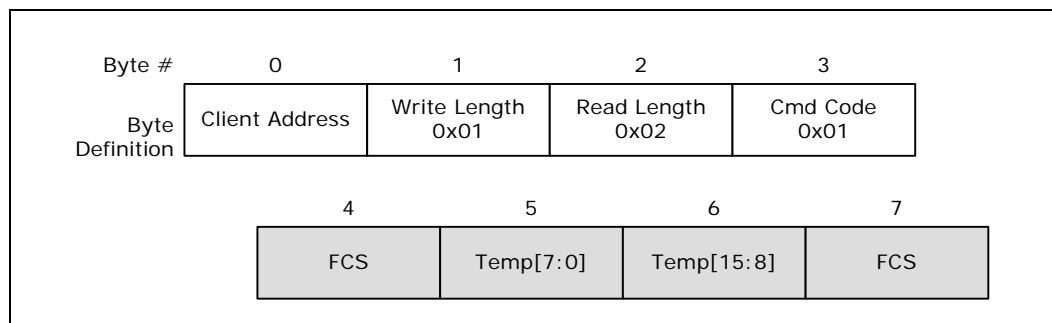 Byte # 0 1 2 3
Byte Definition
Client Address
Write Length
0x01
Read Length
0x02
Cmd Code
0x01
4 5 6 7
FCS Temp[7:0] Temp[15:8] FCS